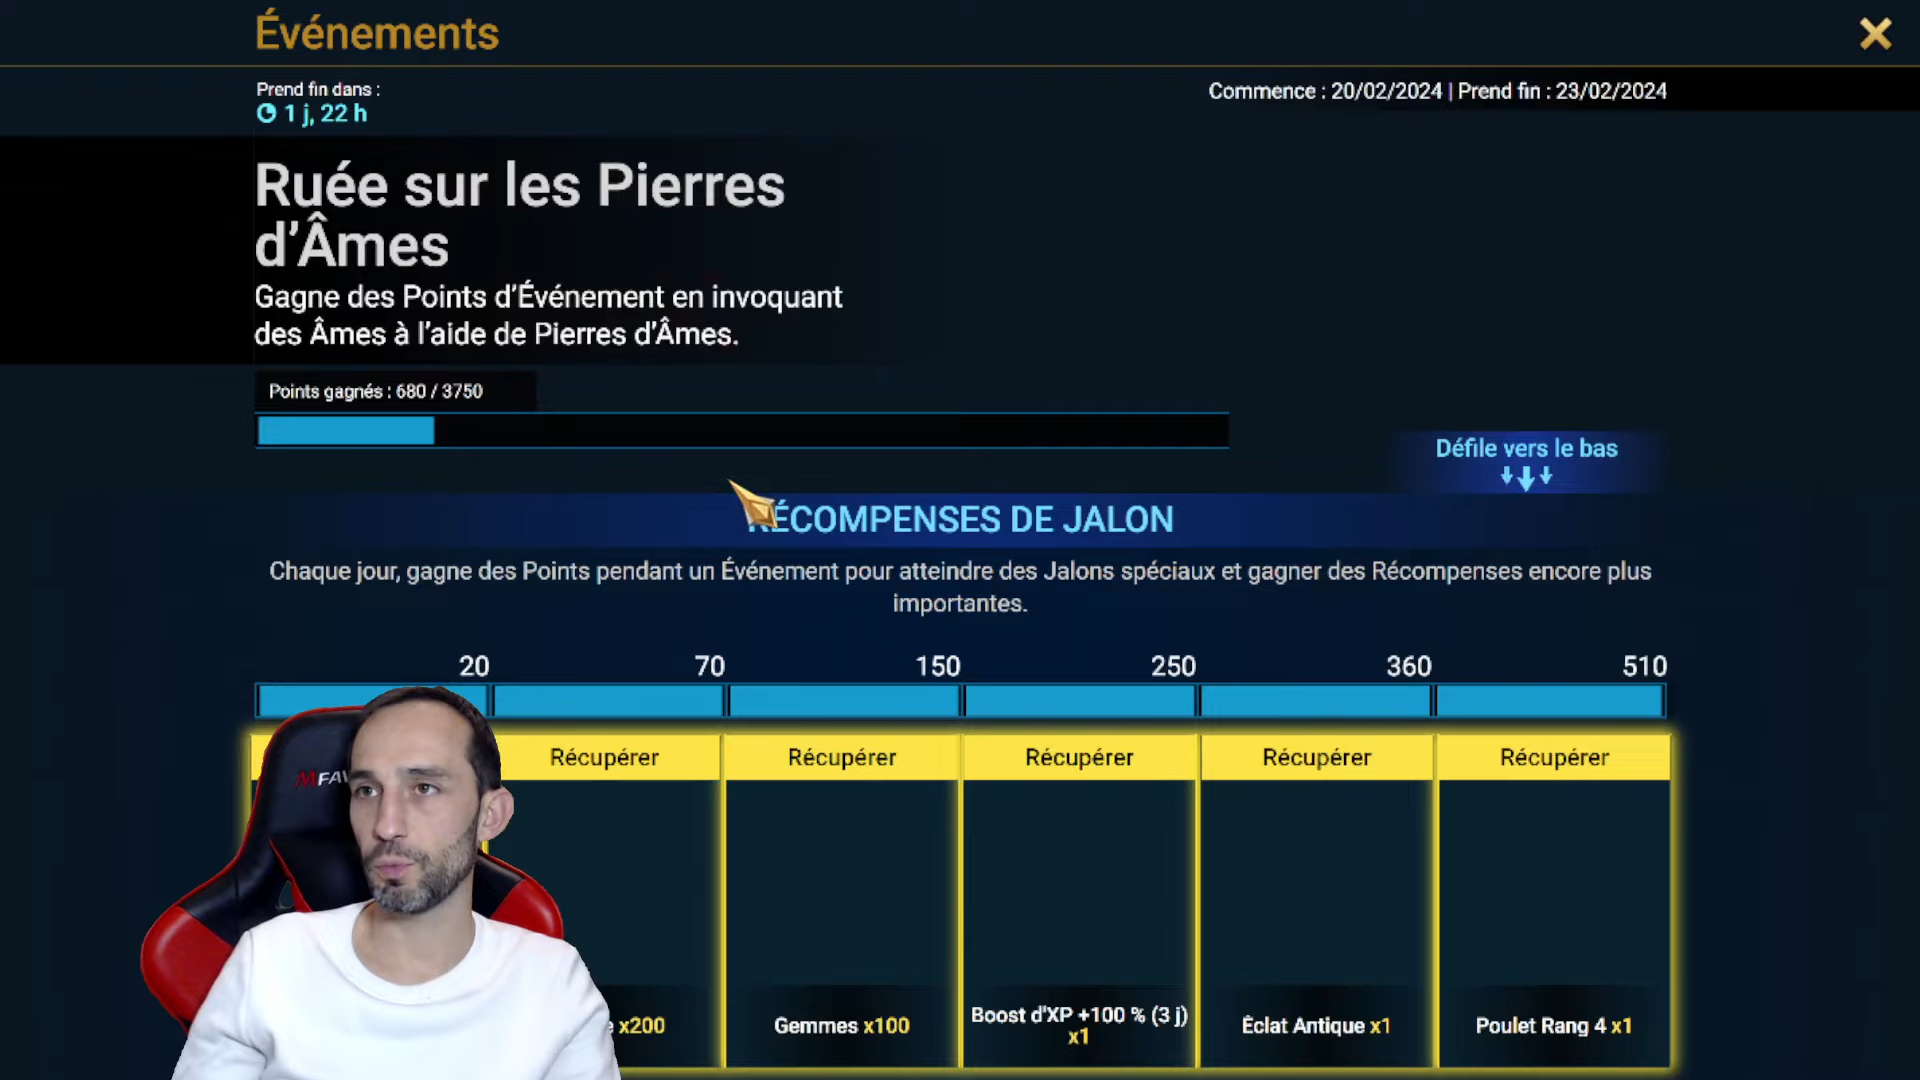 Événements
Prend fin dans :
1 j, 22 h
Commence : 20/02/2024 | Prend fin : 23/02/2024
Ruée sur les Pierres
d’Âmes
Gagne des Points d’Événement en invoquant
des Âmes à l’aide de Pierres d’Âmes.
Points gagnés : 680 / 3750
Défile vers le bas
RÉCOMPENSES DE JALON
Chaque jour, gagne des Points pendant un Événement pour atteindre des Jalons spéciaux et gagner des Récompenses encore plus
importantes.
20 70 150 250 360 510
Récupérer Récupérer Récupérer Récupérer Récupérer
x200
Gemmes x100
Boost d'XP +100 % (3 j)
x1
Éclat Antique x1
Poulet Rang 4 x1